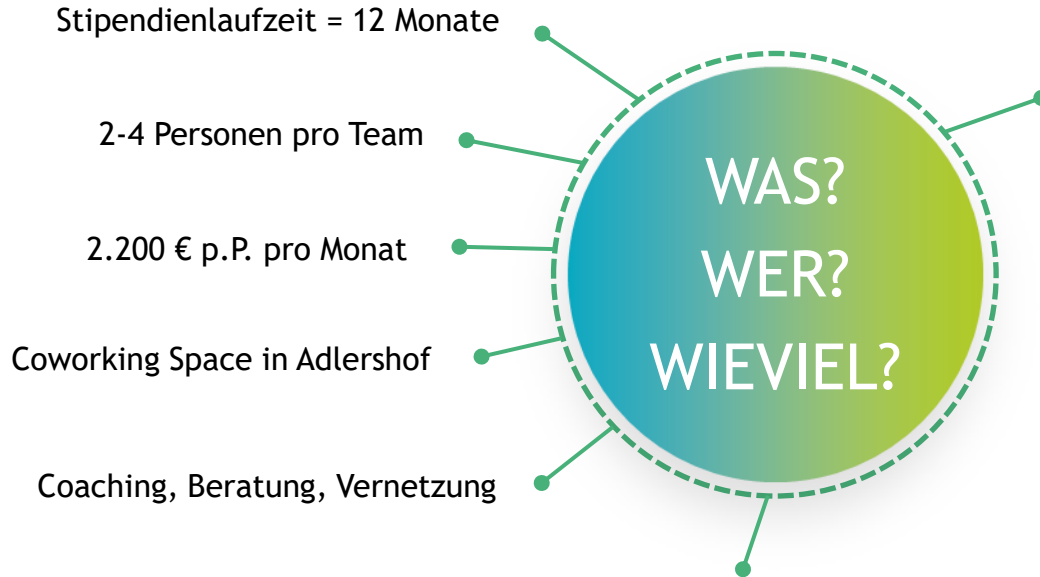 Stipendienlaufzeit = 12 Monate
2-4 Personen pro Team
2.200 € p.P. pro Monat
Coworking Space in Adlershof
Coaching, Beratung, Vernetzung
WAS?
WER?
WIEVIEL?